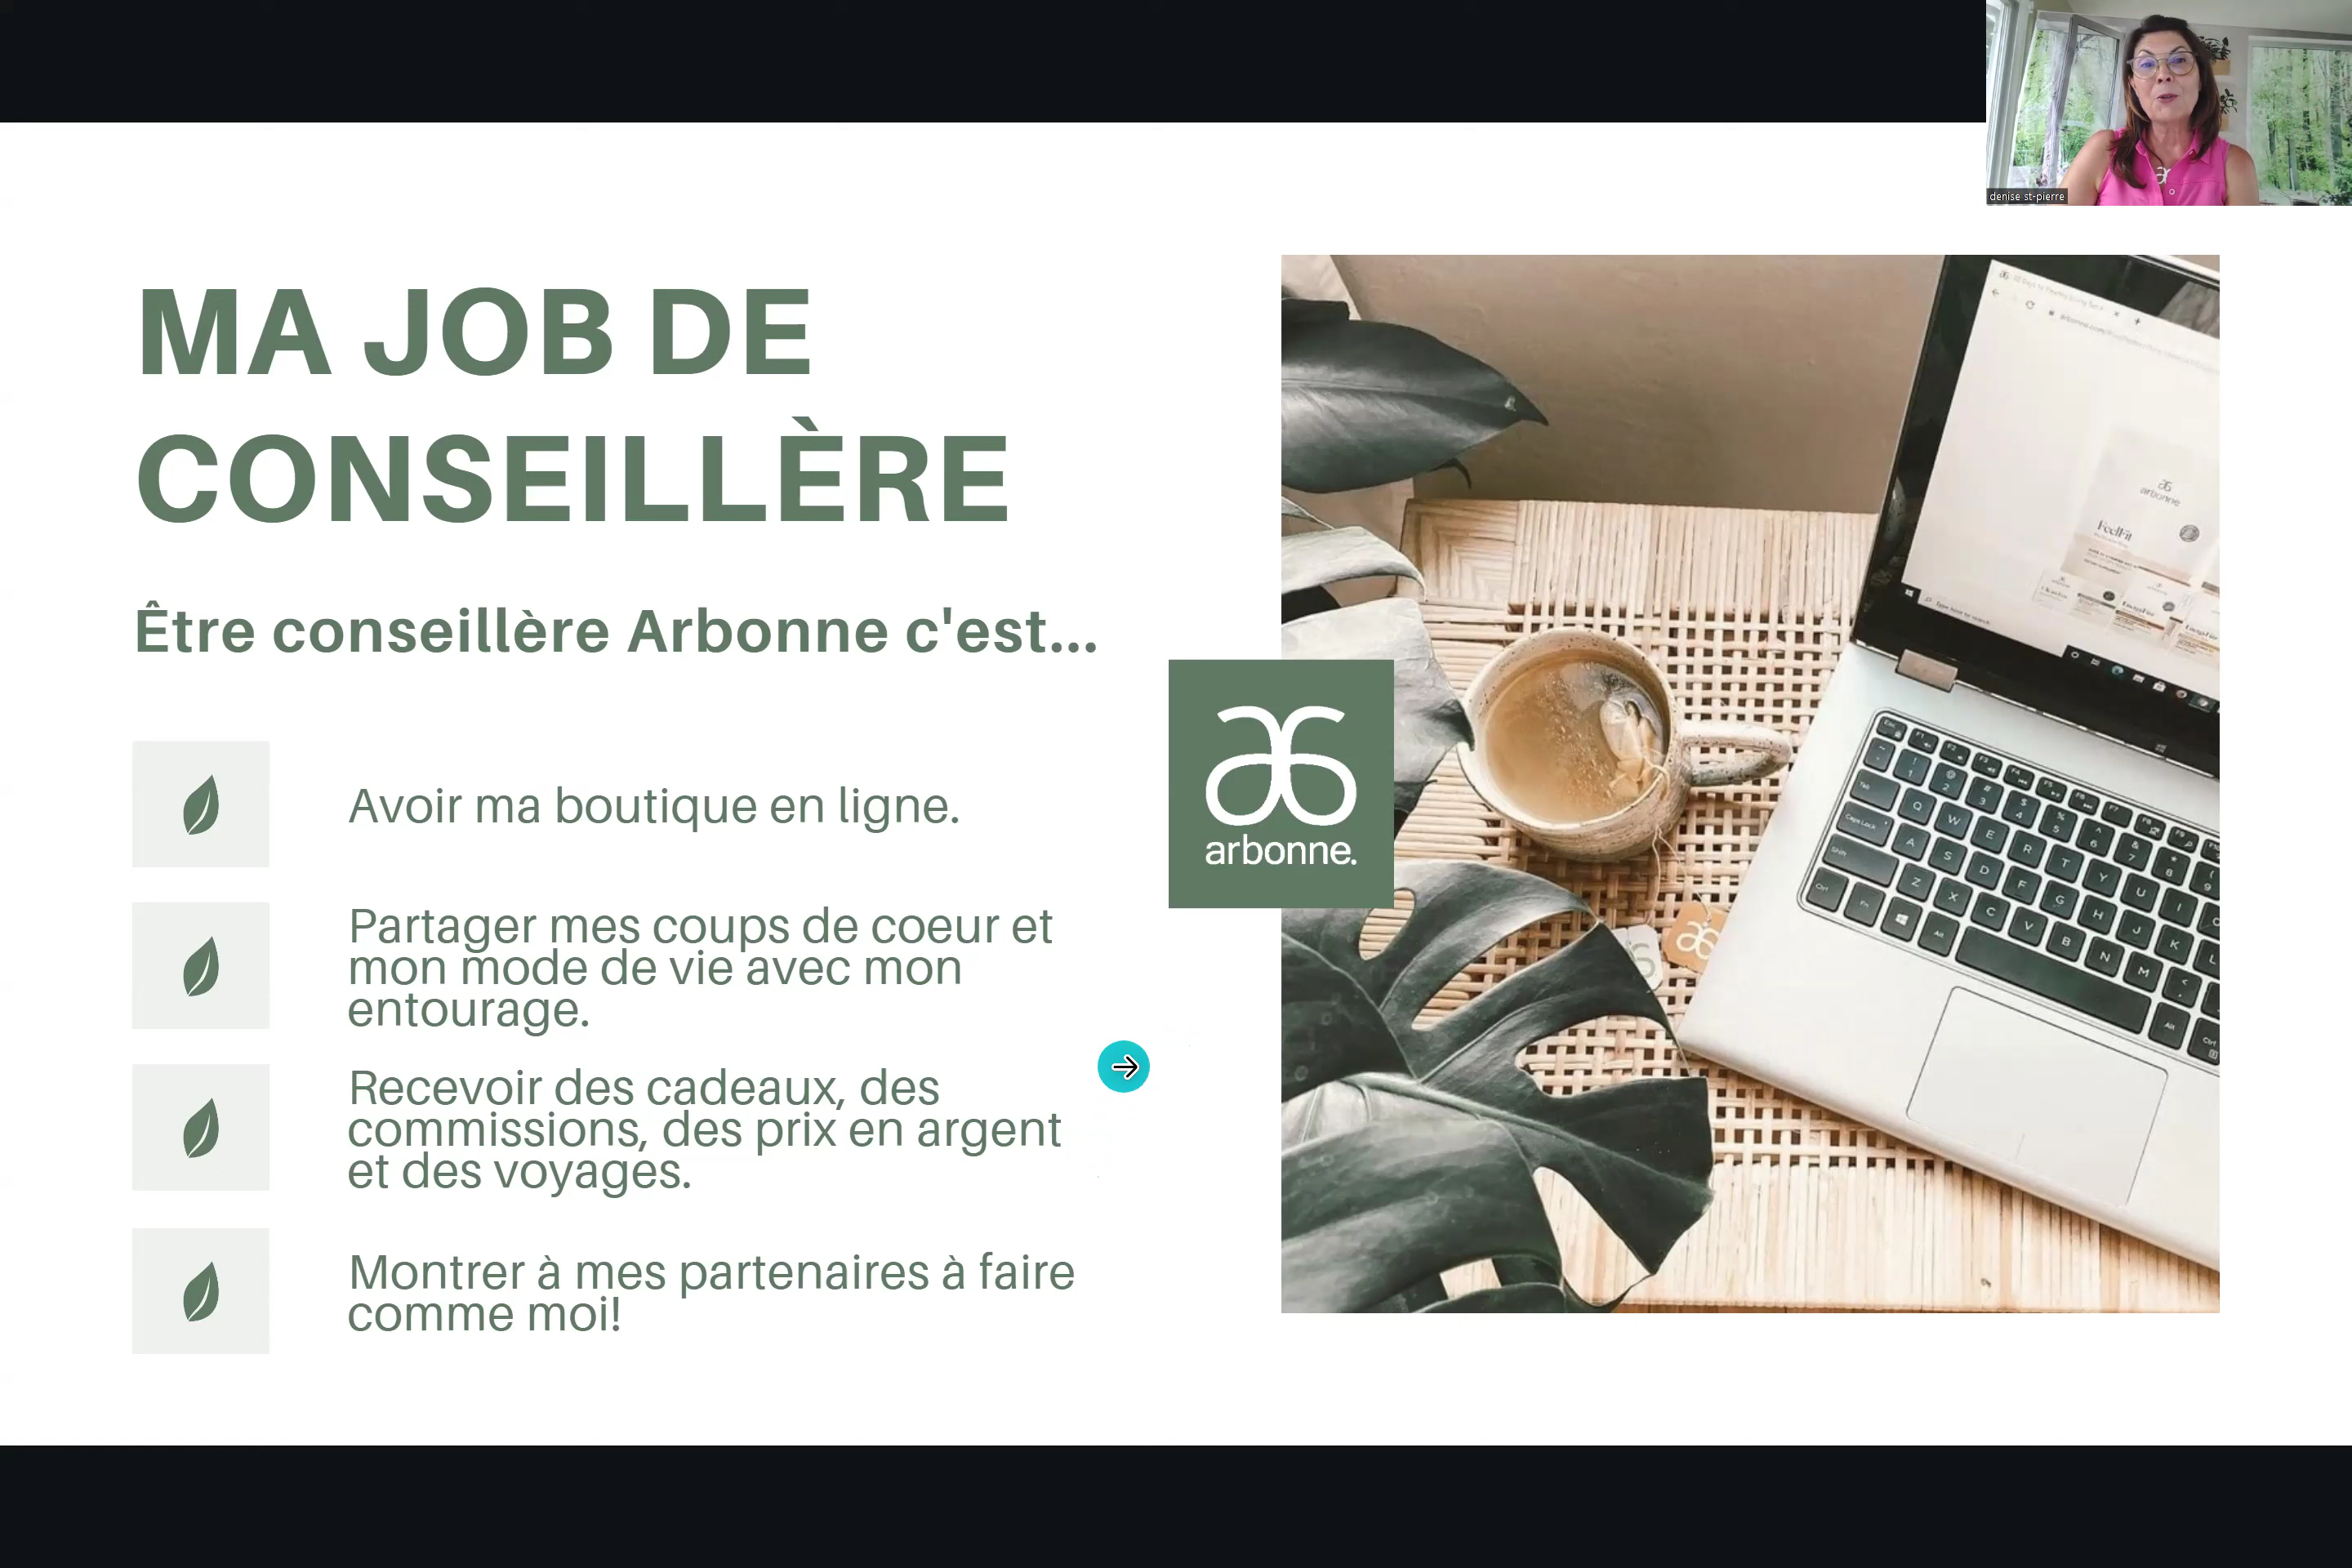 denise st-pierre
MA JOB DE
CONSEILLÈRE
Être conseillère Arbonne c'est...
Avoir ma boutique en ligne.
Partager mes coups de coeur et
mon mode de vie avec mon
entourage.
Recevoir des cadeaux, des
commissions, des prix en argent
et des voyages.
Montrer à mes partenaires à faire
comme moi!
arbonne.
arbonne
FeelFit